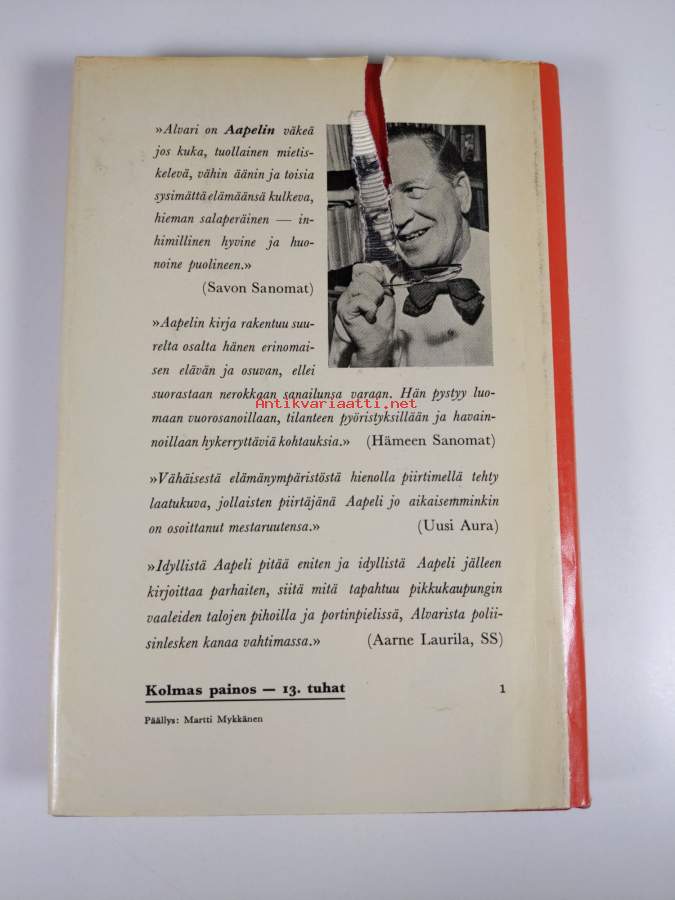 »Alvari on Aapelin väkeä
jos kuka, tuollainen mietis-
kelevä, vähin äänin ja toisia
sysimättä elämäänsä kulkeva,
hieman salaperäinen — in-
himillinen hyvine ja huo-
noine puolineen.»
(Savon Sanomat)
»Aapelin kirja rakentuu suu-
relta osalta hänen erinomai-
sen elävän ja osuvan, ellei
suorastaan nerokkaan sanailunsa varaan. Hän pystyy luo-
Antikvariaatti.net
maan vuorosanoillaan, tilanteen pyöristyksillään ja havain-
noillaan hykerryttäviä kohtauksia.» (Hämeen Sanomat)
»Vähäisestä elämänympäristöstä hienolla piirtimellä tehty
laatukuva, jollaisten piirtäjänä Aapeli jo aikaisemminkin
on osoittanut mestaruutensa.» (Uusi Aura)
»Idyllistä Aapeli pitää eniten ja idyllistä Aapeli jälleen
kirjoittaa parhaiten, siitä mitä tapahtuu pikkukaupungin
vaaleiden talojen pihoilla ja portinpielissä, Alvarista polii-
sinlesken kanaa vahtimassa.» (Aarne Laurila, SS)
Kolmas painos — 13. tuhat 1
Päällys: Martti Mykkänen